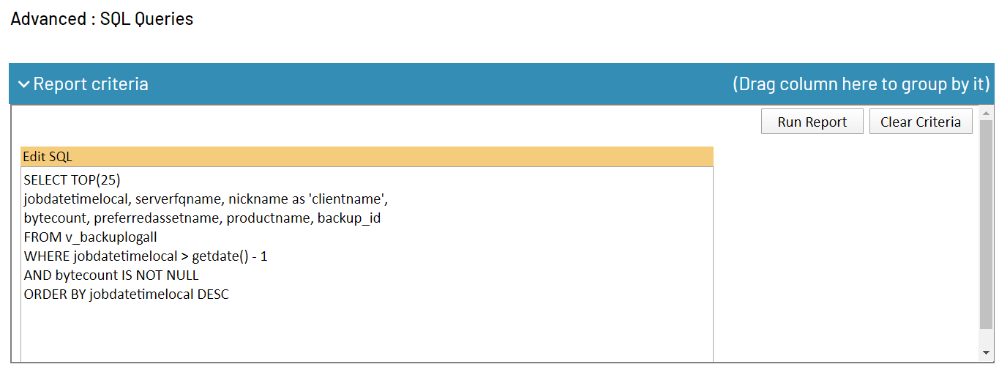 Advanced : SQL Queries
Report criteria
(Drag column here to group by it)
Run Report
Clear Criteria
Edit SQL
SELECT TOP(25)
jobdatetimelocal, serverfqname, nickname as 'clientname',
bytecount, preferredassetname, productname, backup_id
FROM v_backuplogall
WHERE jobdatetimelocal > getdate() - 1
AND bytecount IS NOT NULL
ORDER BY jobdatetimelocal DESC